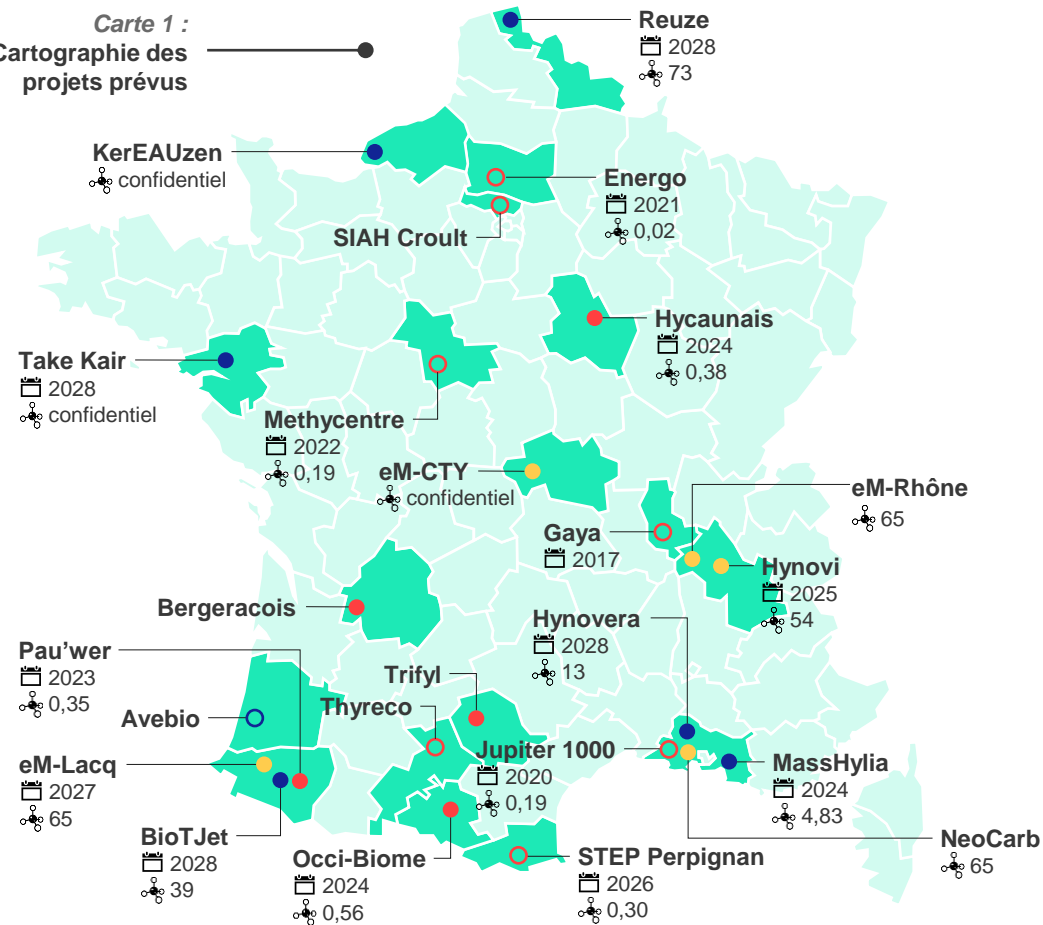 Carte 1 :
Cartographie des
projets prévus
Reuze
2028
73
KerEAUzen
confidentiel
Energo
2021
0,02
SIAH Croult
Hycaunais
2024
0,38
Take Kair
2028
confidentiel
Methycentre
2022
0,19
eM-CTY
confidentiel
eM-Rhône
65
Gaya
2017
Hynovi
2025
54
Bergeracois
Hynovera
2028
13
Pau’wer
2023
0,35
Trifyl
Thyreco
Avebio
Jupiter 1000
2020
0,19
eM-Lacq
2027
65
MassHylia
2024
4,83
BioTJet
2028
39
Occi-Biome
2024
0,56
STEP Perpignan
2026
0,30
NeoCarb
65